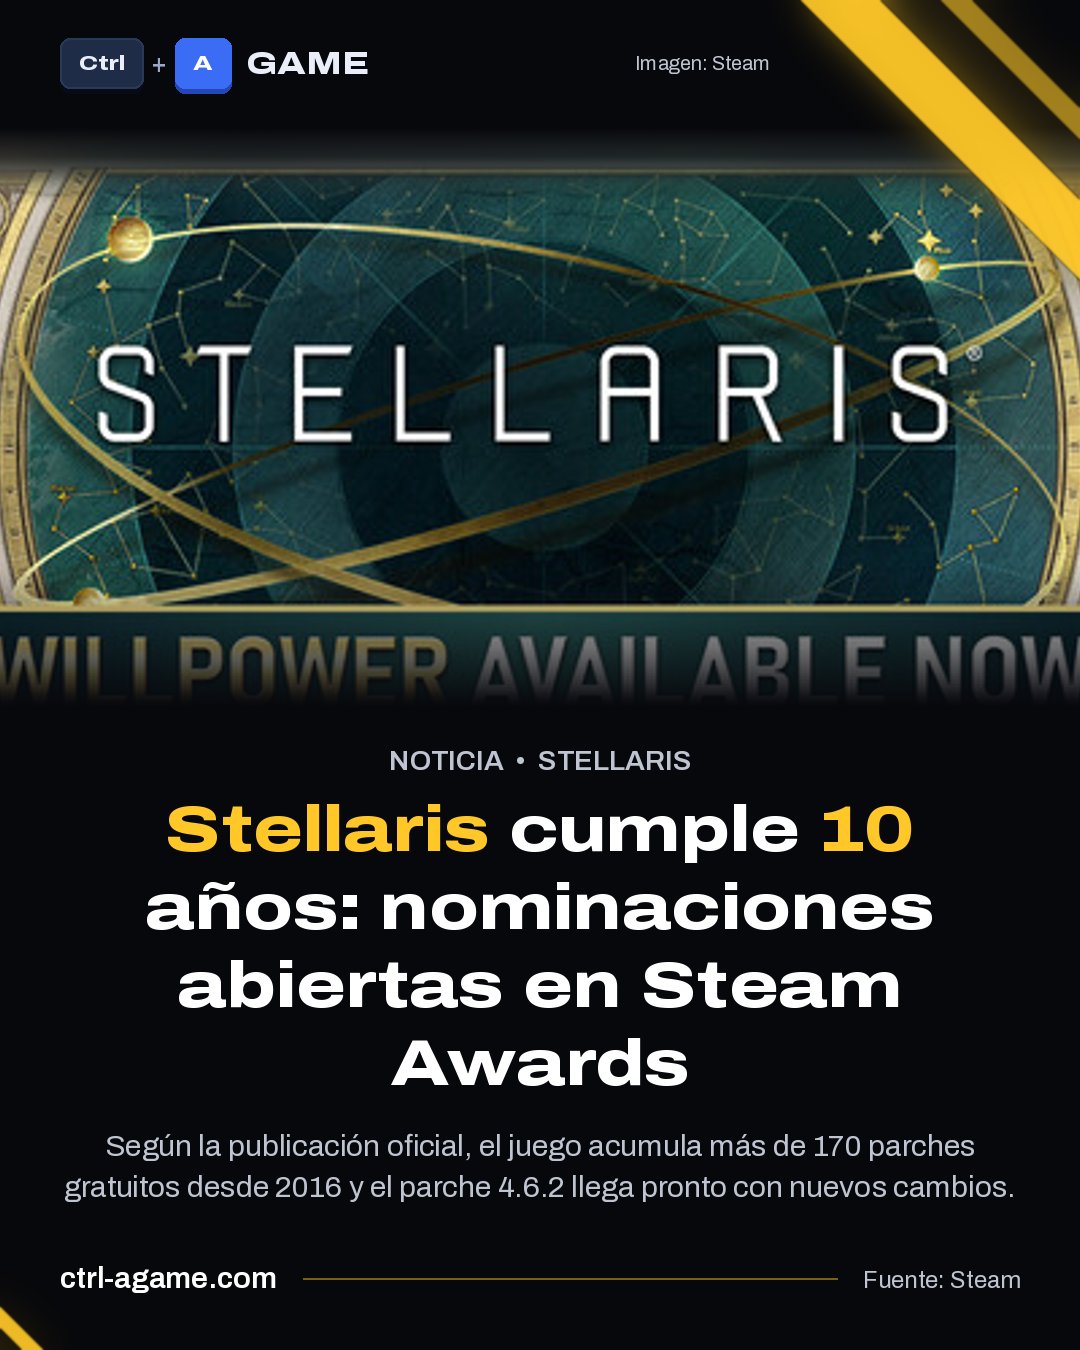 Ctrl + A GAME
Imagen: Steam
STELLARIS®
WILLPOWER AVAILABLE NOW
NOTICIA • STELLARIS
Stellaris cumple 10
años: nominaciones
abiertas en Steam
Awards
Según la publicación oficial, el juego acumula más de 170 parches
gratuitos desde 2016 y el parche 4.6.2 llega pronto con nuevos cambios.
ctrl-agame.com
Fuente: Steam